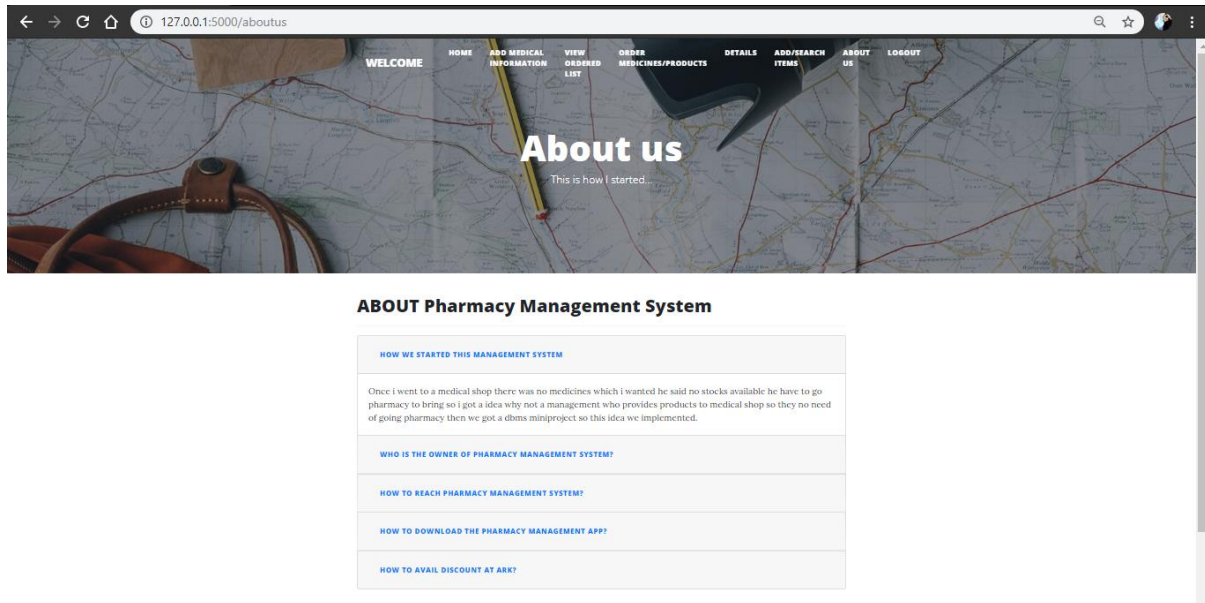 127.0.0.1:5000/aboutus
WELCOME
HOME
ADD MEDICAL
INFORMATION
VIEW
ORDERED
LIST
ORDER
MEDICINES/PRODUCTS
DETAILS
ADD/SEARCH
ITEMS
ABOUT
US
LOGOUT
About us
This is how I started...
ABOUT Pharmacy Management System
HOW WE STARTED THIS MANAGEMENT SYSTEM
Once i went to a medical shop there was no medicines which i wanted he said no stocks available he have to go
pharmacy to bring so i got a idea why not a management who provides products to medical shop so they no need
of going pharmacy then we got a dbms miniproject so this idea we implemented.
WHO IS THE OWNER OF PHARMACY MANAGEMENT SYSTEM?
HOW TO REACH PHARMACY MANAGEMENT SYSTEM?
HOW TO DOWNLOAD THE PHARMACY MANAGEMENT APP?
HOW TO AVAIL DISCOUNT AT ARK?